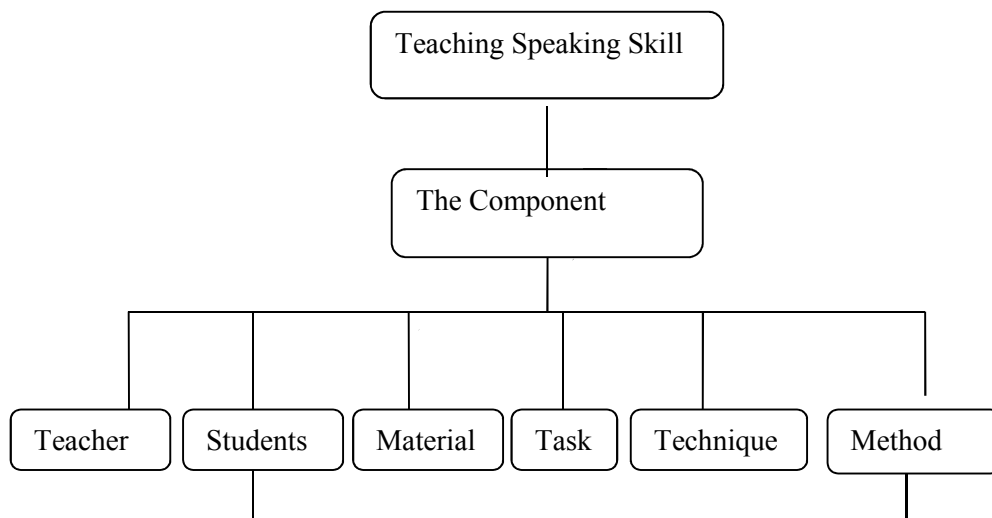 Teaching Speaking Skill
The Component
Teacher
Students
Material
Task
Technique
Method